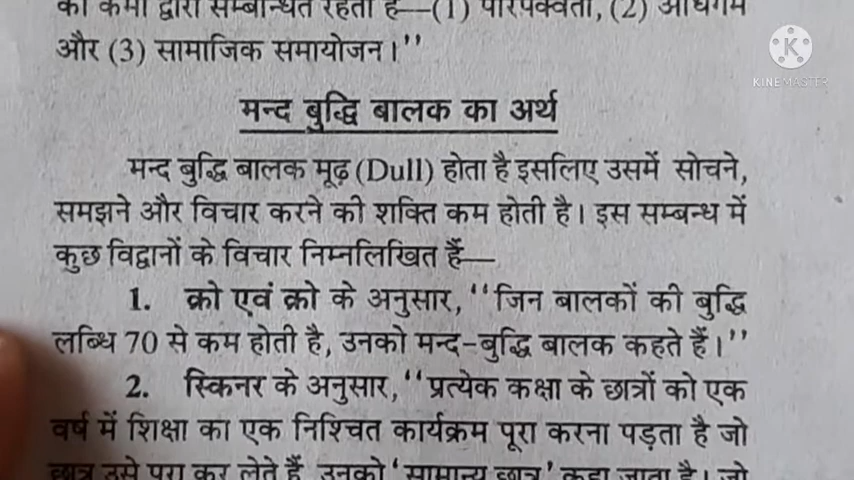 की कमी द्वारा सम्बन्धित रहती है—(1) परिपक्वता, (2) अधिगम
और (3) सामाजिक समायोजन।’’
KINEMASTER
मन्द बुद्धि बालक का अर्थ
मन्द बुद्धि बालक मूढ़ (Dull) होता है इसलिए उसमें सोचने,
समझने और विचार करने की शक्ति कम होती है। इस सम्बन्ध में
कुछ विद्वानों के विचार निम्नलिखित हैं—
1. क्रो एवं क्रो के अनुसार, ‘‘जिन बालकों की बुद्धि
लब्धि 70 से कम होती है, उनको मन्द-बुद्धि बालक कहते हैं।’’
2. स्किनर के अनुसार, ‘‘प्रत्येक कक्षा के छात्रों को एक
वर्ष में शिक्षा का एक निश्चित कार्यक्रम पूरा करना पड़ता है जो
छात्र उसे पूरा कर लेते हैं, उनको ‘सामान्य छात्र’ कहा जाता है। जो